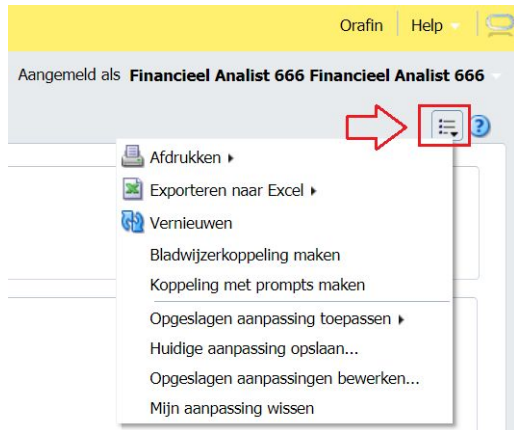 Orafin Help
Aangemeld als Financieel Analist 666 Financieel Analist 666
?
Afdrukken
Exporteren naar Excel
Vernieuwen
Bladwijzerkoppeling maken
Koppeling met prompts maken
Opgeslagen aanpassing toepassen
Huidige aanpassing opslaan...
Opgeslagen aanpassingen bewerken...
Mijn aanpassing wissen